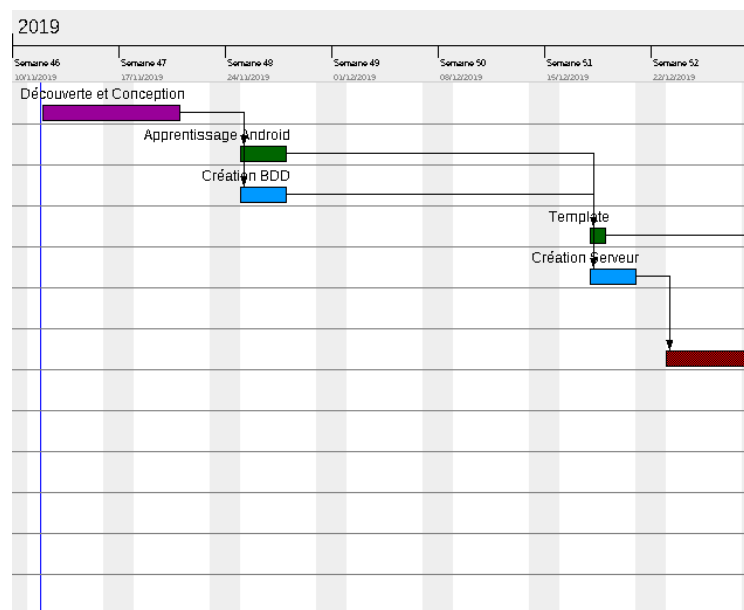 2019
Semaine 46 Semaine 47 Semaine 48 Semaine 49 Semaine 50 Semaine 51 Semaine 52
10/11/2019 17/11/2019 24/11/2019 01/12/2019 08/12/2019 15/12/2019 22/12/2019
Découverte et Conception
Apprentissage Android
Création BDD
Template
Création Serveur